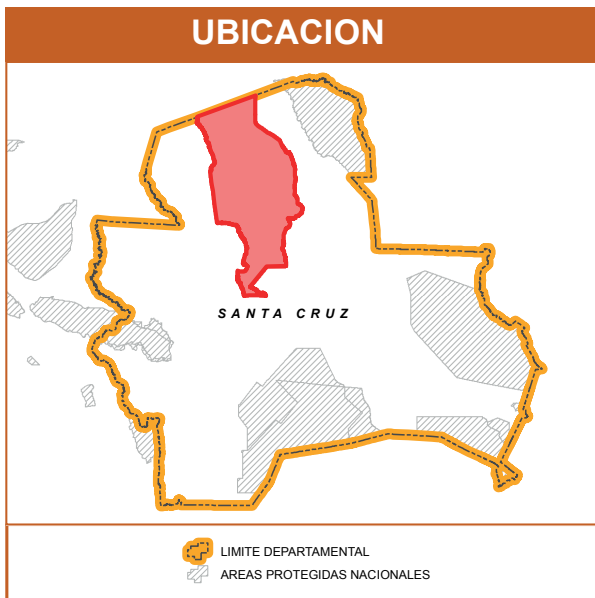 UBICACION
SANTA CRUZ
LIMITE DEPARTAMENTAL
AREAS PROTEGIDAS NACIONALES